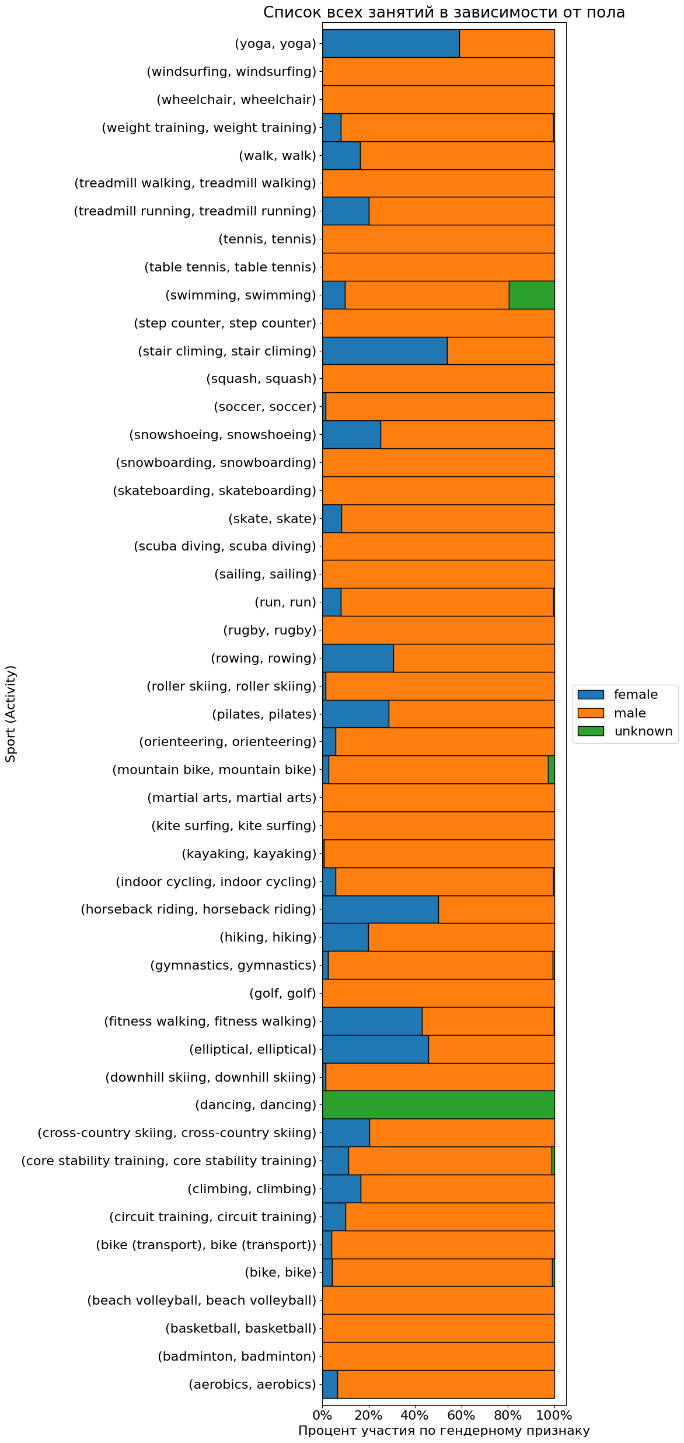 Список всех занятий в зависимости от пола
(yoga, yoga)
(windsurfing, windsurfing)
(wheelchair, wheelchair)
(weight training, weight training)
(walk, walk)
(treadmill walking, treadmill walking)
(treadmill running, treadmill running)
(tennis, tennis)
(table tennis, table tennis)
(swimming, swimming)
(step counter, step counter)
(stair climing, stair climing)
(squash, squash)
(soccer, soccer)
(snowshoeing, snowshoeing)
(snowboarding, snowboarding)
(skateboarding, skateboarding)
(skate, skate)
(scuba diving, scuba diving)
(sailing, sailing)
(run, run)
(rugby, rugby)
(rowing, rowing)
(roller skiing, roller skiing)
(pilates, pilates)
(orienteering, orienteering)
(mountain bike, mountain bike)
(martial arts, martial arts)
(kite surfing, kite surfing)
(kayaking, kayaking)
(indoor cycling, indoor cycling)
(horseback riding, horseback riding)
(hiking, hiking)
(gymnastics, gymnastics)
(golf, golf)
(fitness walking, fitness walking)
(elliptical, elliptical)
(downhill skiing, downhill skiing)
(dancing, dancing)
(cross-country skiing, cross-country skiing)
(core stability training, core stability training)
(climbing, climbing)
(circuit training, circuit training)
(bike (transport), bike (transport))
(bike, bike)
(beach volleyball, beach volleyball)
(basketball, basketball)
(badminton, badminton)
(aerobics, aerobics)
Sport (Activity)
0% 20% 40% 60% 80% 100%
Процент участия по гендерному признаку
female
male
unknown